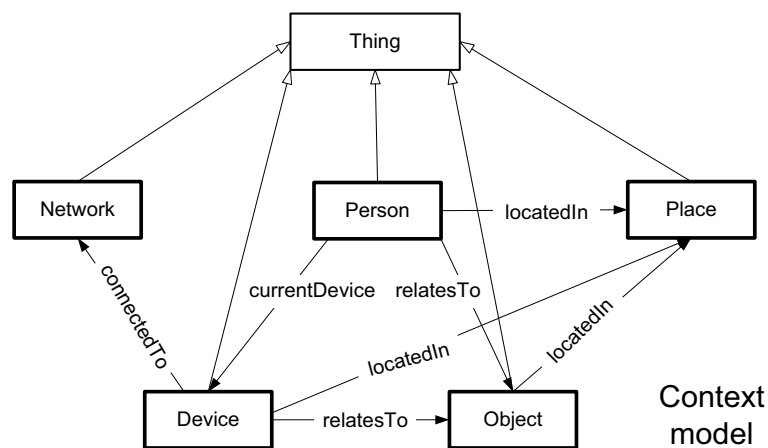 Thing
Network
Person
locatedIn
Place
connectedTo
currentDevice
relatesTo
locatedIn
locatedIn
Device
relatesTo
Object
Context
model